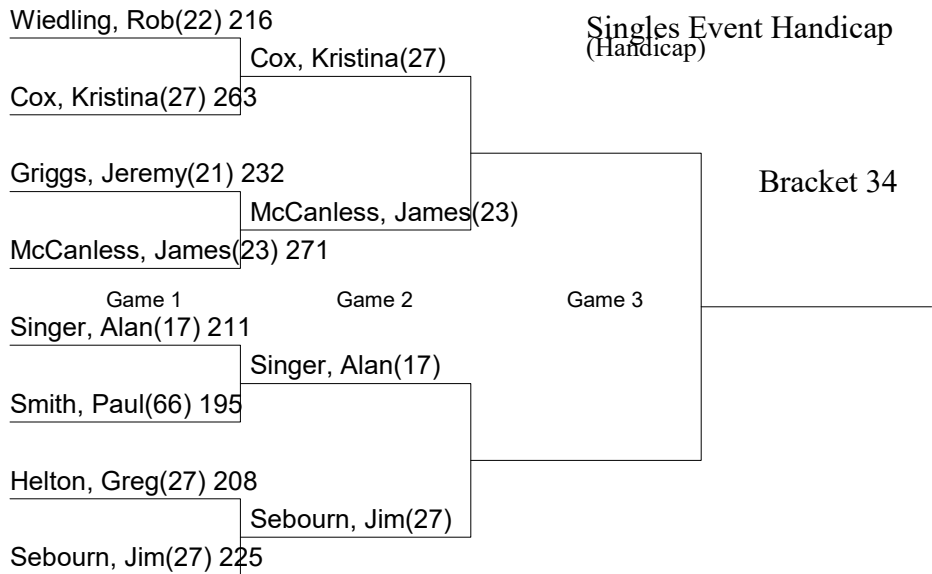 Wiedling, Rob(22) 216
Singles Event Handicap
(Handicap)
Cox, Kristina(27)
Cox, Kristina(27) 263
Griggs, Jeremy(21) 232
Bracket 34
McCanless, James(23)
McCanless, James(23) 271
Game 1
Game 2
Game 3
Singer, Alan(17) 211
Singer, Alan(17)
Smith, Paul(66) 195
Helton, Greg(27) 208
Sebourn, Jim(27)
Sebourn, Jim(27) 225